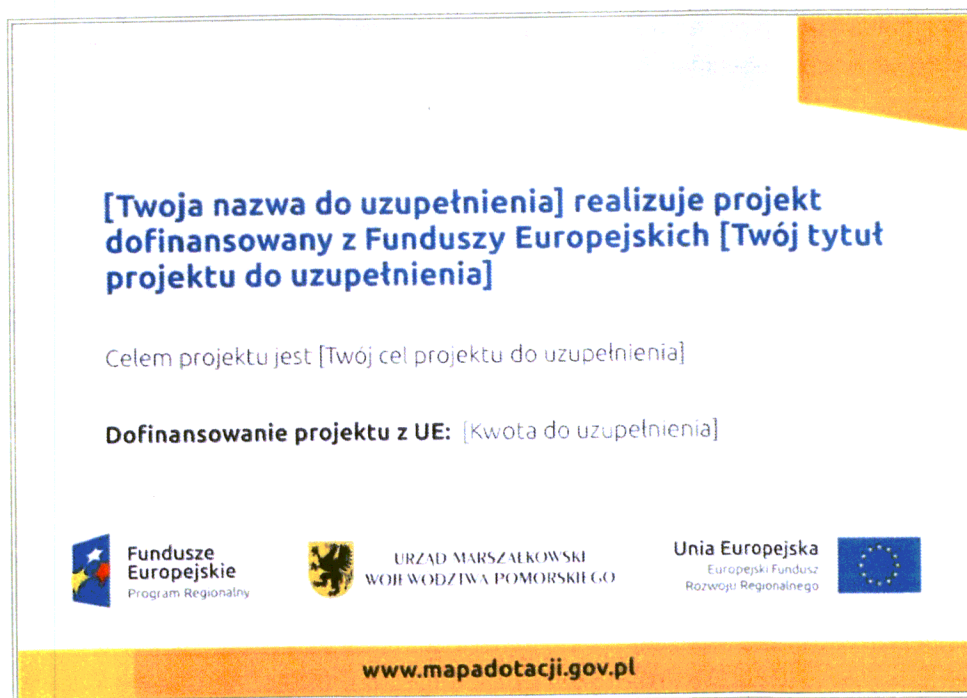 [Twoja nazwa do uzupełnienia] realizuje projekt
dofinansowany z Funduszy Europejskich [Twój tytuł
projektu do uzupełnienia]
Celem projektu jest [Twój cel projektu do uzupełnienia]
Dofinansowanie projektu z UE: [Kwota do uzupełnienia]
Fundusze
Europejskie
Program Regionalny
URZĄD MARSZAŁKOWSKI
WOJEWÓDZTWA POMORSKIEGO
Unia Europejska
Europejski Fundusz
Rozwoju Regionalnego
www.mapadotacji.gov.pl